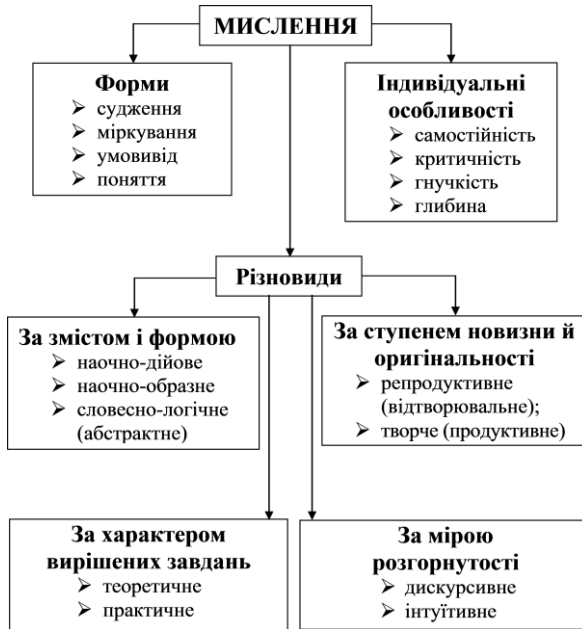 МИСЛЕННЯ
Форми
➢ судження
➢ міркування
➢ умовивід
➢ поняття
Індивідуальні
особливості
➢ самостійність
➢ критичність
➢ гнучкість
➢ глибина
Різновиди
За змістом і формою
➢ наочно-дійове
➢ наочно-образне
➢ словесно-логічне
(абстрактне)
За ступенем новизни й
оригінальності
➢ репродуктивне
(відтворювальне);
➢ творче (продуктивне)
За характером
вирішених завдань
➢ теоретичне
➢ практичне
За мірою
розгорнутості
➢ дискурсивне
➢ інтуїтивне